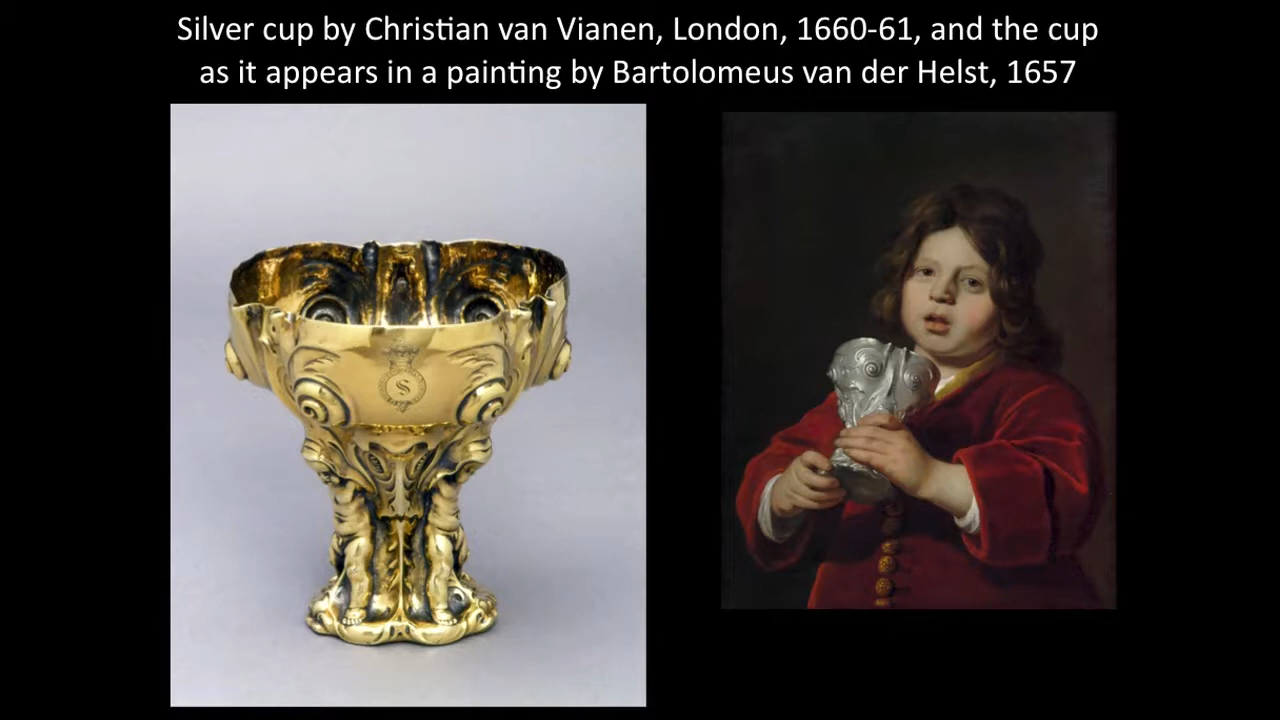 Silver cup by Christian van Vianen, London, 1660-61, and the cup
as it appears in a painting by Bartolomeus van der Helst, 1657
S